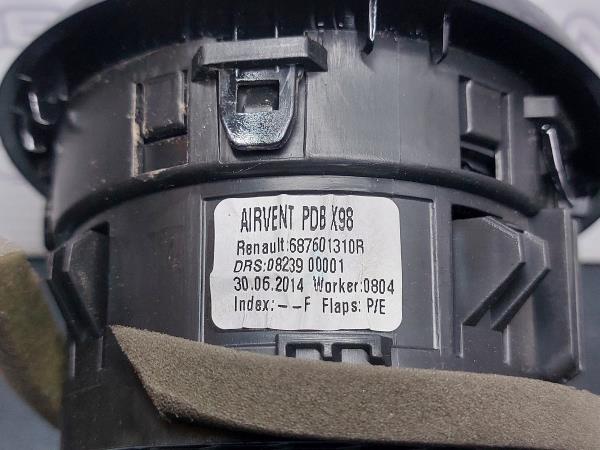 AIRVENT PDB X98
Renault:687601310R
DRS:08239 00001
30.06.2014 Worker:0804
Index:--F Flaps: P/E